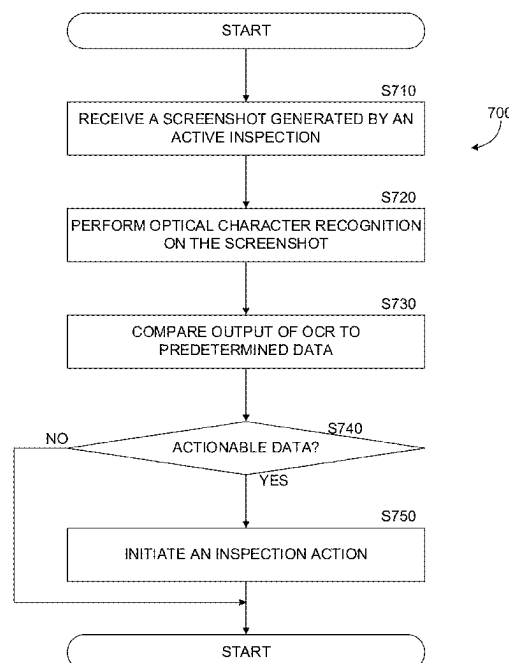 START
S710
700
RECEIVE A SCREENSHOT GENERATED BY AN
ACTIVE INSPECTION
S720
PERFORM OPTICAL CHARACTER RECOGNITION
ON THE SCREENSHOT
S730
COMPARE OUTPUT OF OCR TO
PREDETERMINED DATA
S740
NO
ACTIONABLE DATA?
YES
S750
INITIATE AN INSPECTION ACTION
START